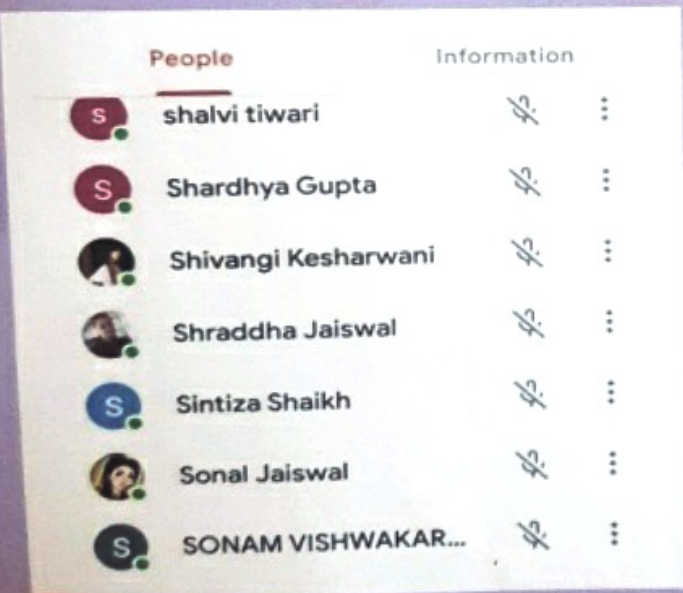 People Information
S shalvi tiwari
S Shardhya Gupta
Shivangi Kesharwani
Shraddha Jaiswal
S Sintiza Shaikh
Sonal Jaiswal
S SONAM VISHWAKAR...